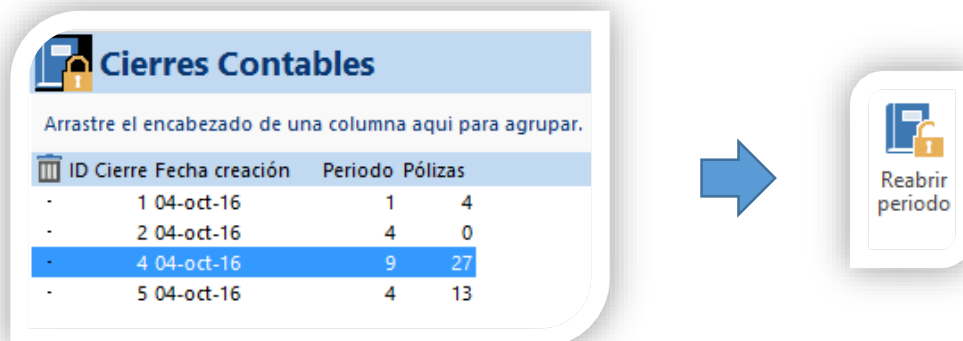 Cierres Contables
Arrastre el encabezado de una columna aqui para agrupar.
ID Cierre Fecha creación Periodo Pólizas
- 1 04-oct-16 1 4
- 2 04-oct-16 4 0
- 4 04-oct-16 9 27
- 5 04-oct-16 4 13
Reabrir
periodo